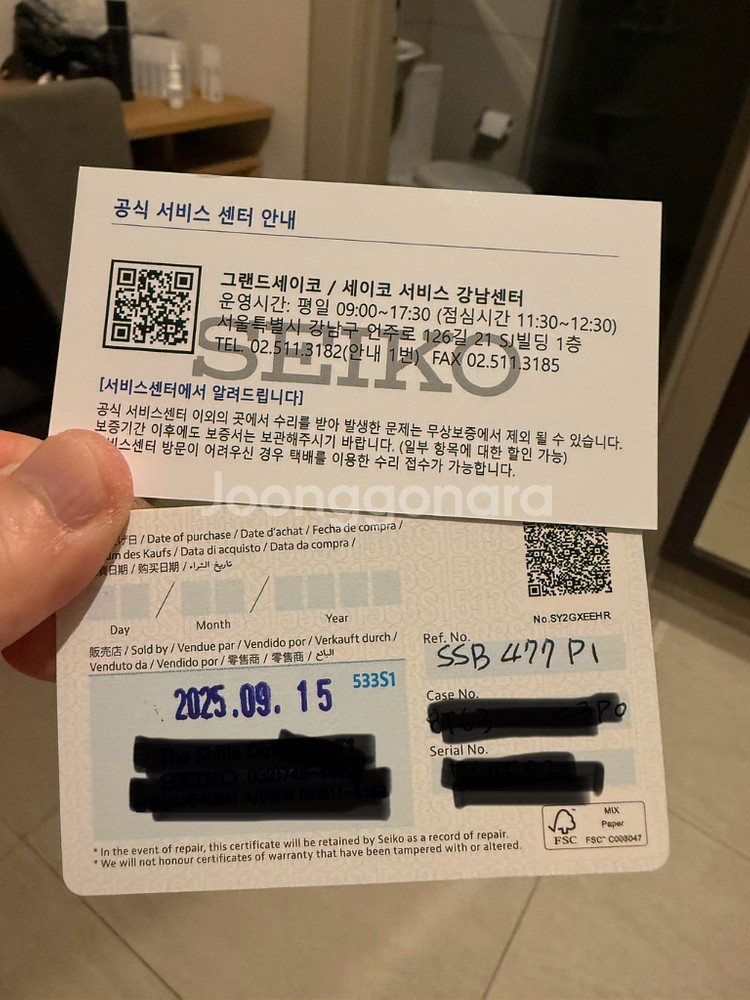 공식 서비스 센터 안내
그랜드세이코 / 세이코 서비스 강남센터
운영시간: 평일 09:00~17:30 (점심시간 11:30~12:30)
서울특별시 강남구 언주로 126길 21 SJ빌딩 1층
TEL. 02.511.3182(안내 1번)  FAX 02.511.3185
SEIKO
[서비스센터에서 알려드립니다]
공식 서비스센터 이외의 곳에서 수리를 받아 발생한 문제는 무상보증에서 제외 될 수 있습니다.
보증기간 이후에도 보증서는 보관해주시기 바랍니다. (일부 항목에 대한 할인 가능)
비스센터 방문이 어려우신 경우 택배를 이용한 수리 접수가 가능합니다.
Joonggonara
/ Date of purchase / Date d'achat / Fecha de compra /
des Kaufs / Data di acquisto / Data da compra /
日期 / 购买日期 / تاريخ الشراء
Day
Month
Year
No.SY2GXEEHR
販売店 / Sold by / Vendue par / Vendido por / Verkauft durch /
Venduto da / Vendido por / 零售商 / 零售商 / البائع
2025.09.15
533S1
Ref. No.
SSB 477 P1
Case No.
Serial No.
* In the event of repair, this certificate will be retained by Seiko as a record of repair.
* We will not honour certificates of warranty that have been tampered with or altered.
FSC
MIX
Paper
FSC™ C008047